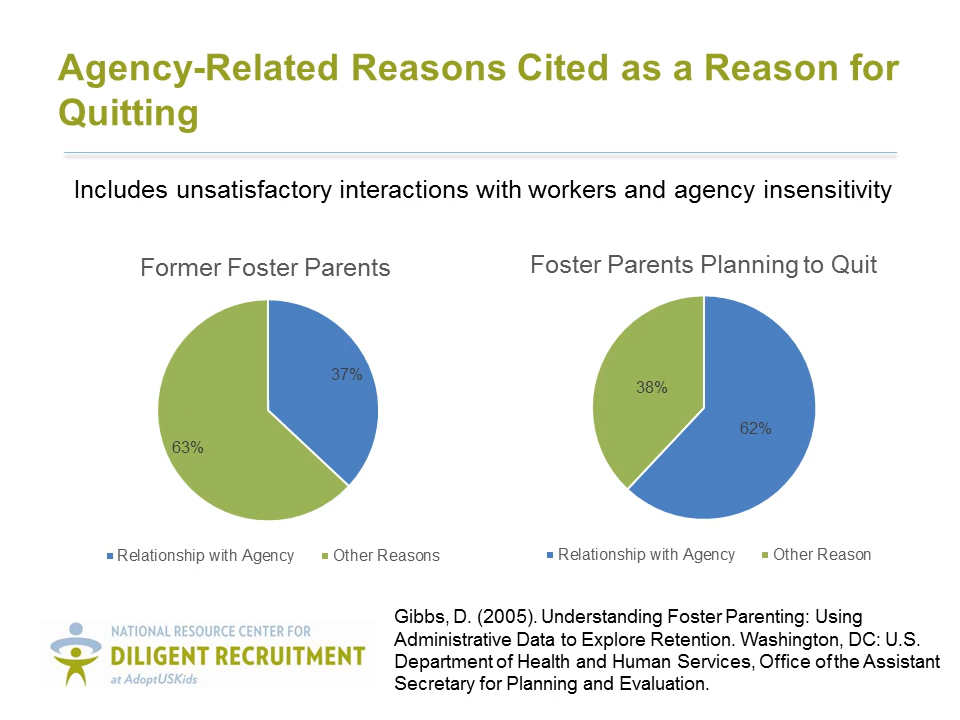 Agency-Related Reasons Cited as a Reason for
Quitting
Includes unsatisfactory interactions with workers and agency insensitivity
Former Foster Parents
37%
63%
Relationship with Agency
Other Reasons
Foster Parents Planning to Quit
38%
62%
Relationship with Agency
Other Reason
NATIONAL RESOURCE CENTER FOR
DILIGENT RECRUITMENT
at AdoptUSKids
Gibbs, D. (2005). Understanding Foster Parenting: Using
Administrative Data to Explore Retention. Washington, DC: U.S.
Department of Health and Human Services, Office of the Assistant
Secretary for Planning and Evaluation.